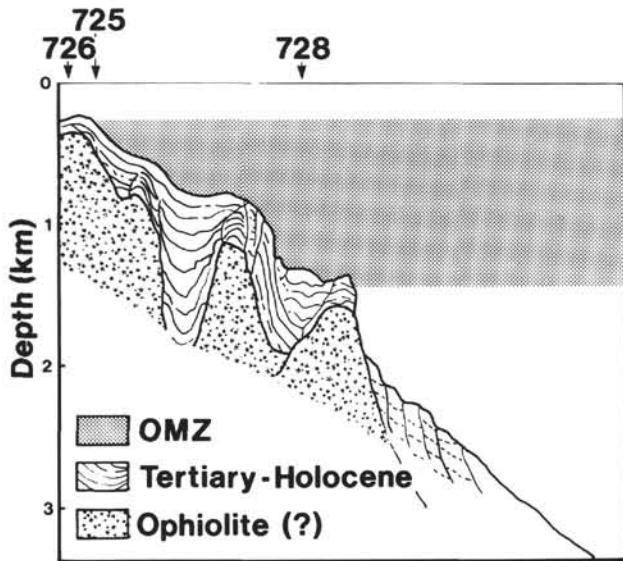 725
726
728
0
1
2
3
Depth (km)
OMZ
Tertiary-Holocene
Ophiolite (?)